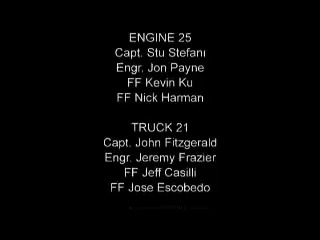 ENGINE 25
Capt. Stu Stefani
Engr. Jon Payne
FF Kevin Ku
FF Nick Harman
TRUCK 21
Capt. John Fitzgerald
Engr. Jeremy Frazier
FF Jeff Casilli
FF Jose Escobedo